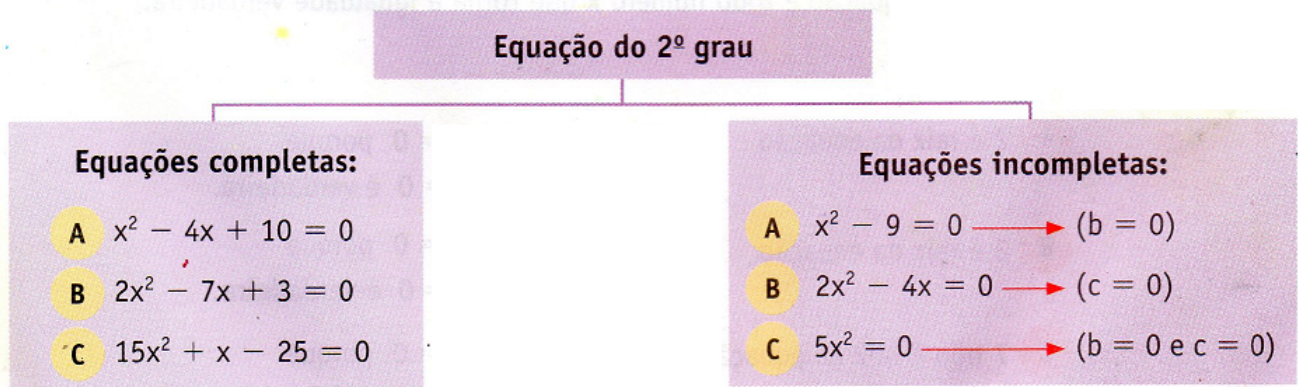 Equação do 2º grau
Equações completas:
A x² − 4x + 10 = 0
B 2x² − 7x + 3 = 0
C 15x² + x − 25 = 0
Equações incompletas:
A x² − 9 = 0 → (b = 0)
B 2x² − 4x = 0 → (c = 0)
C 5x² = 0 → (b = 0 e c = 0)